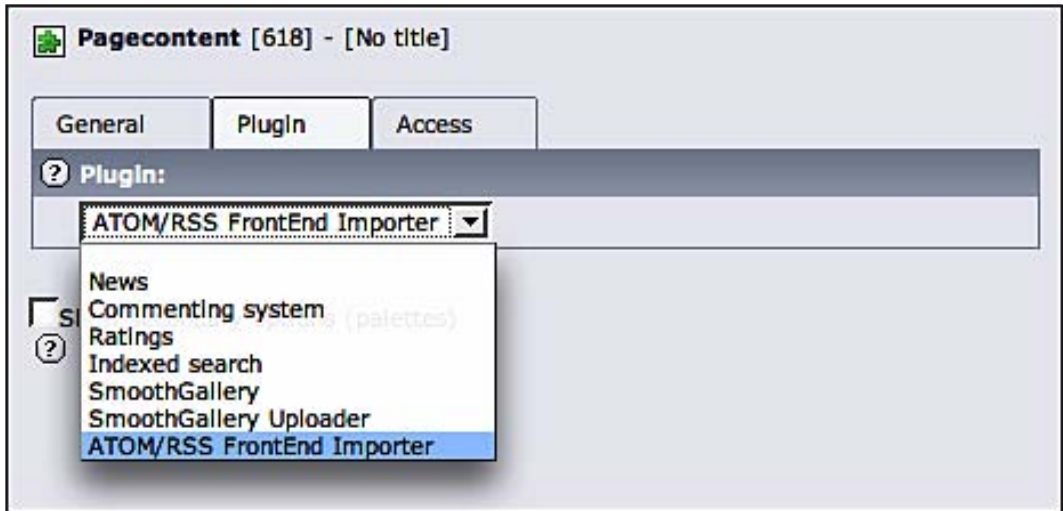 Pagecontent [618] - [No title]
General Plugin Access
? Plugin:
ATOM/RSS FrontEnd Importer
News
Commenting system
(palettes)
Ratings
?
Indexed search
SmoothGallery
SmoothGallery Uploader
ATOM/RSS FrontEnd Importer